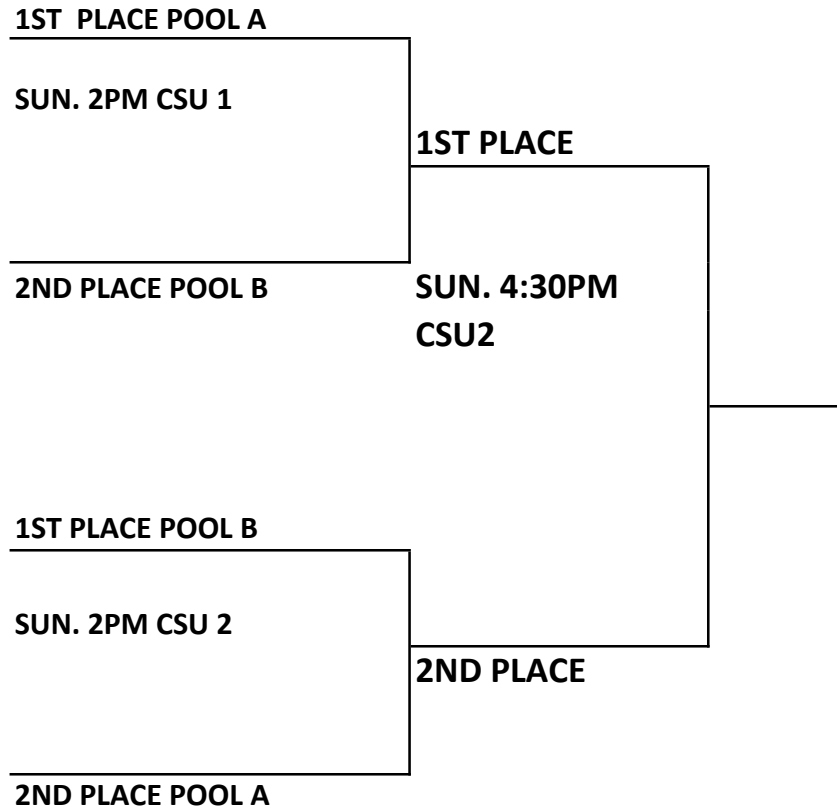 1ST PLACE POOL A
SUN. 2PM CSU 1
1ST PLACE
2ND PLACE POOL B
SUN. 4:30PM
CSU2
1ST PLACE POOL B
SUN. 2PM CSU 2
2ND PLACE
2ND PLACE POOL A